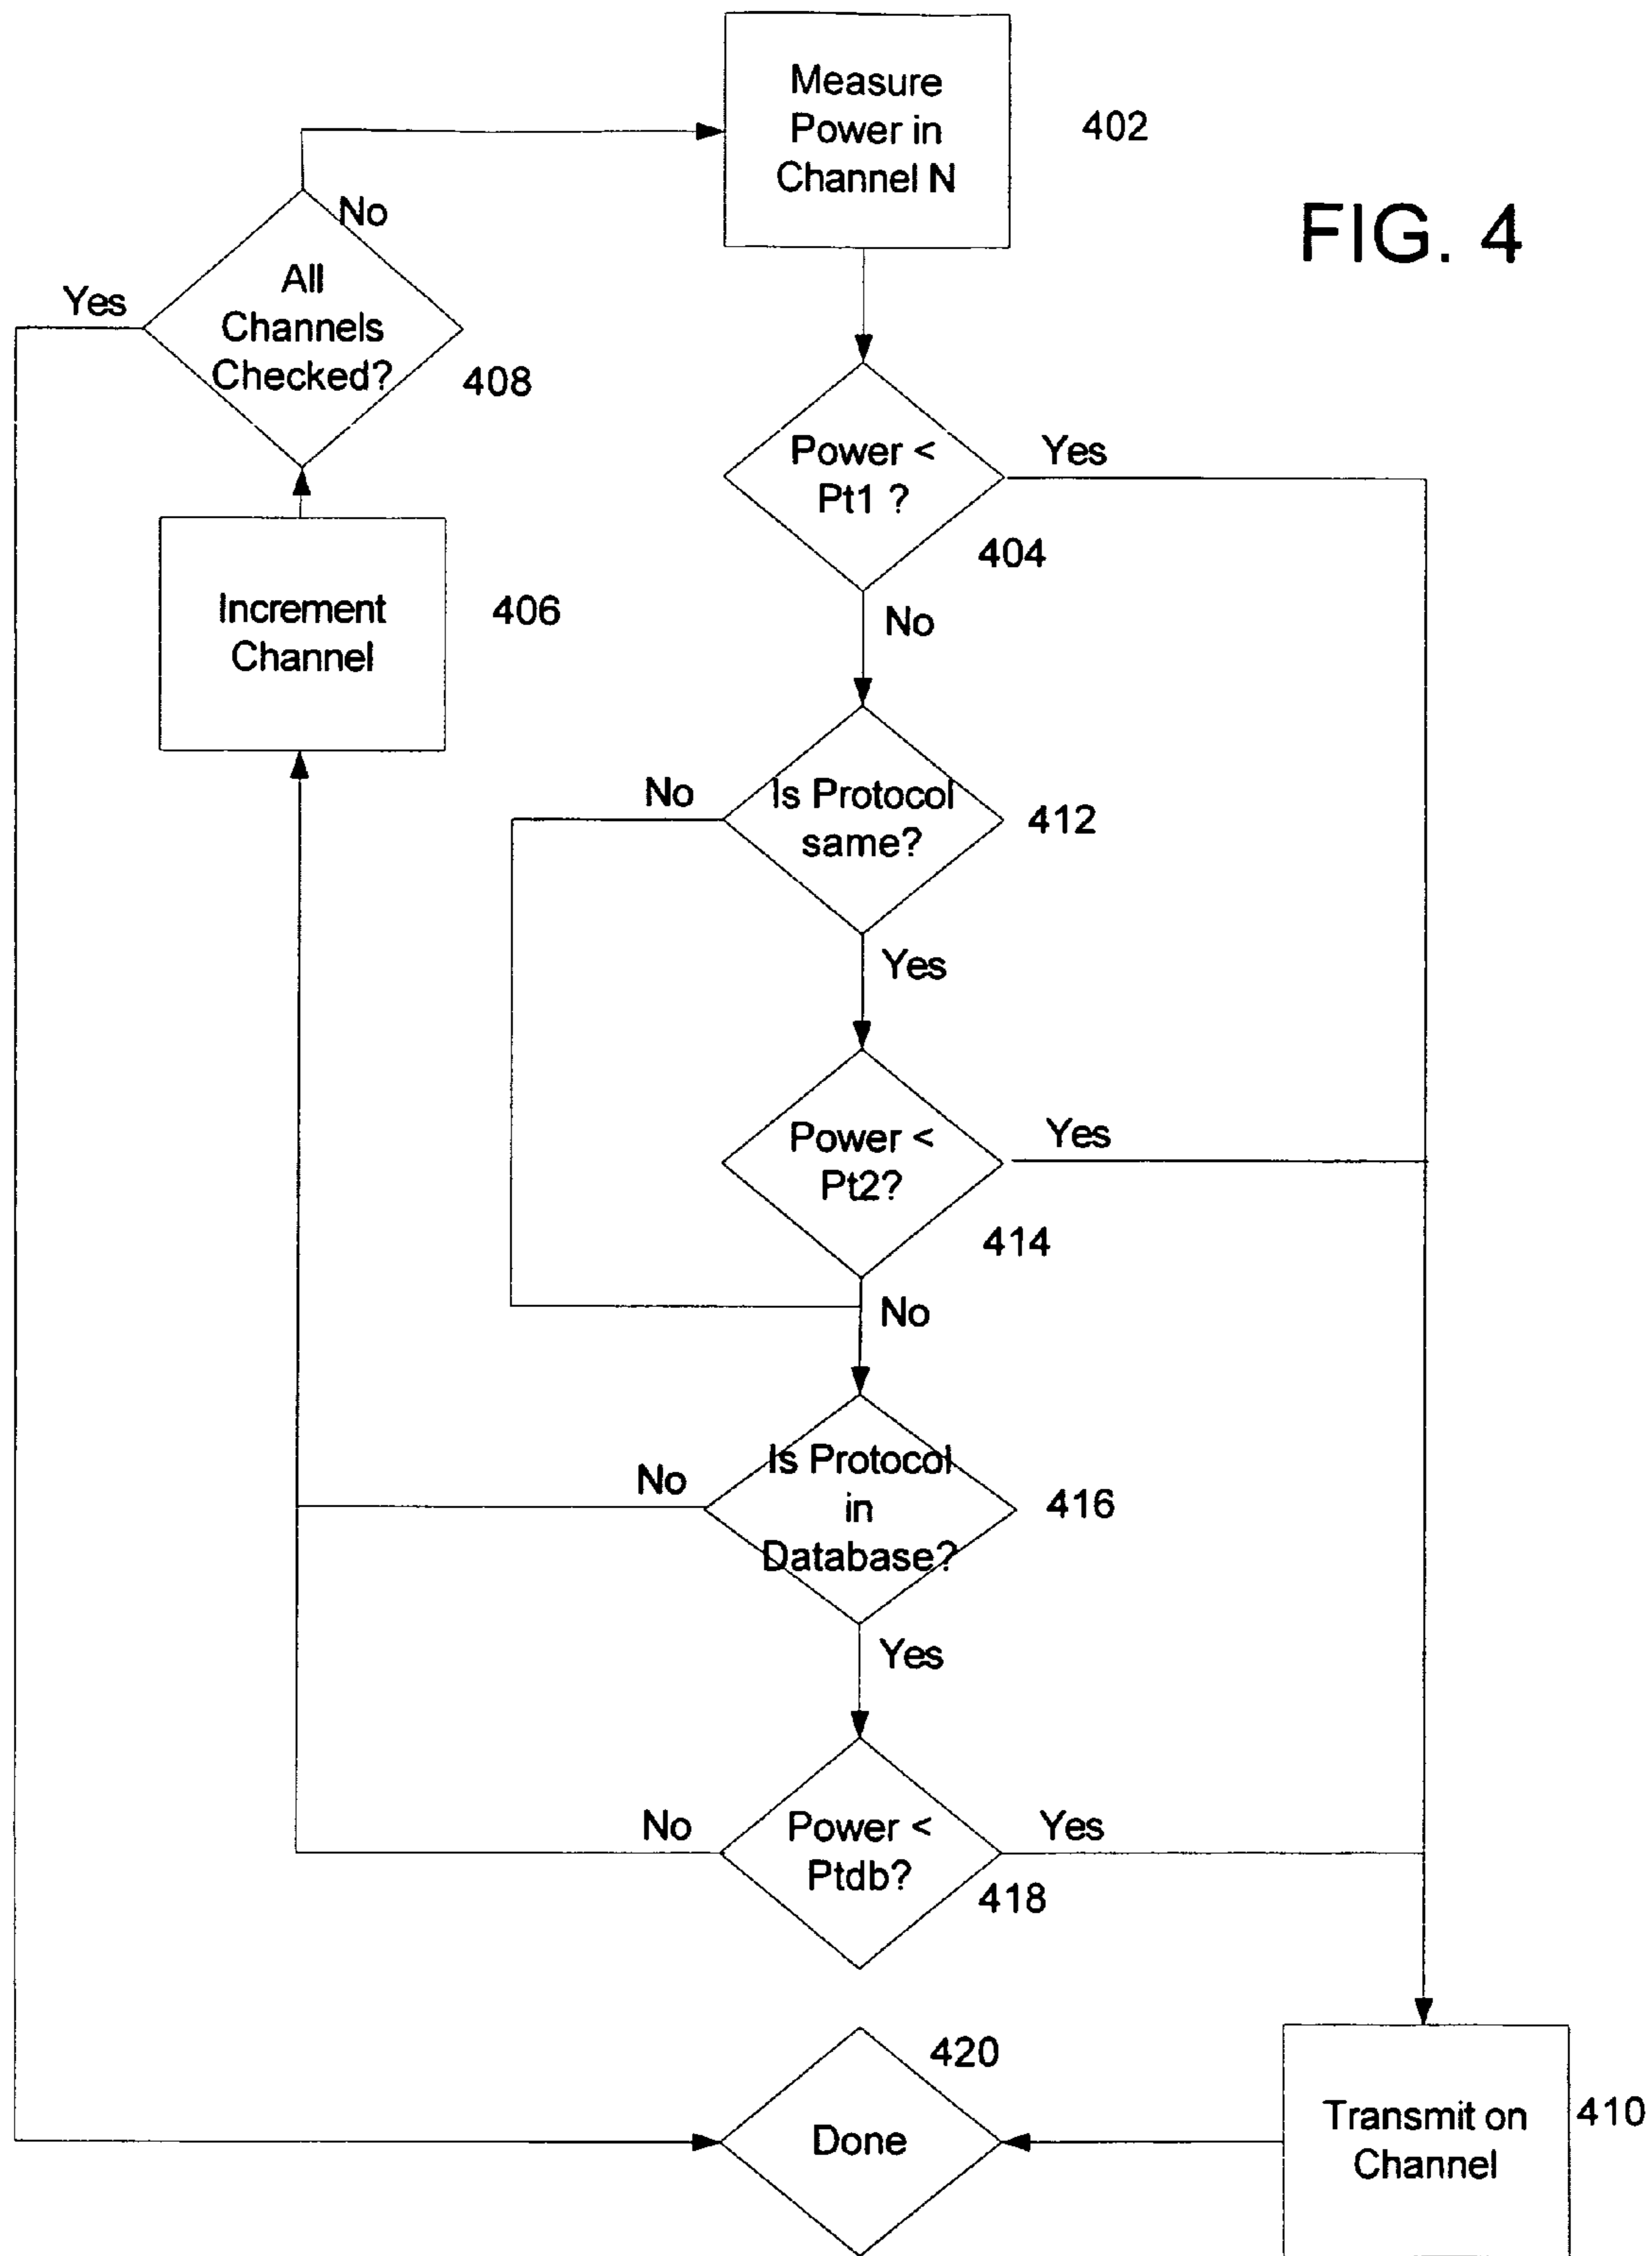 Measure
Power in
Channel N
402
FIG. 4
No
All
Channels
Checked?
Yes
408
Power <
Pt1 ?
Yes
404
No
Increment
Channel
406
Is Protocol
same?
No
412
Yes
Power <
Pt2?
Yes
414
No
Is Protocol
in
Database?
No
416
Yes
Power <
Ptdb?
No
Yes
418
420
Done
Transmit on
Channel
410